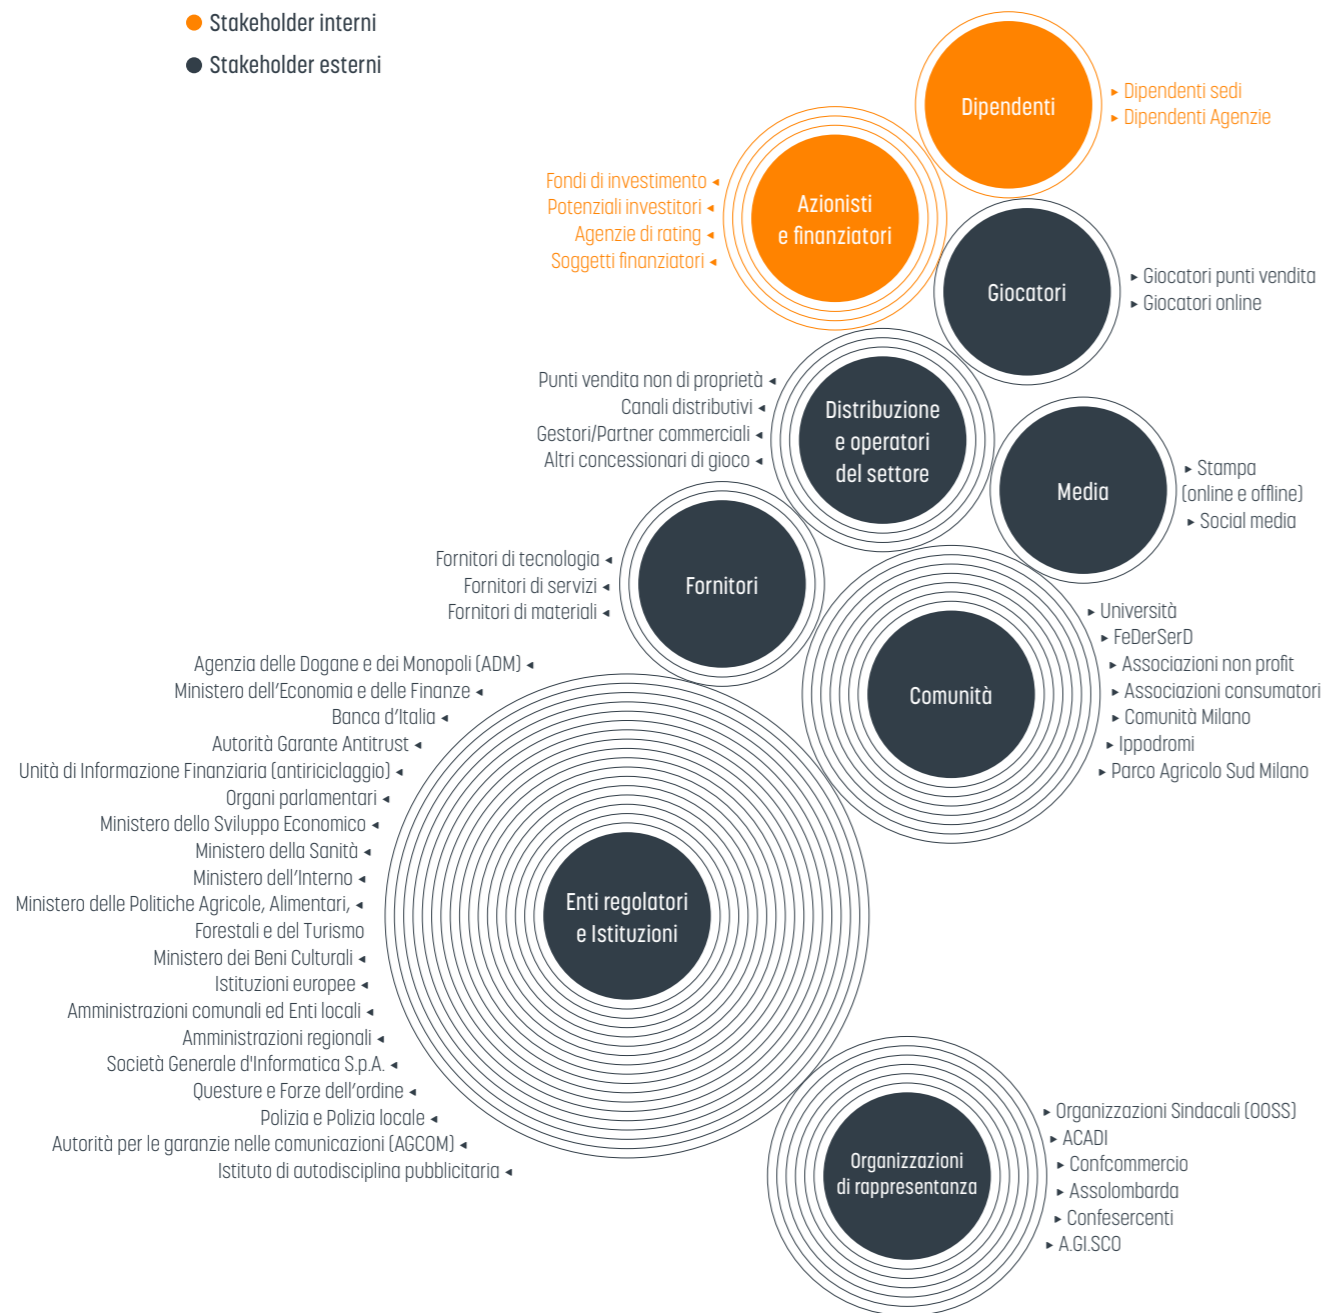 Stakeholder interni
Stakeholder esterni
Dipendenti
Dipendenti sedi
Dipendenti Agenzie
Fondi di investimento
Potenziali investitori
Agenzie di rating
Soggetti finanziatori
Azionisti
e finanziatori
Giocatori
Giocatori punti vendita
Giocatori online
Punti vendita non di proprietà
Canali distributivi
Gestori/Partner commerciali
Altri concessionari di gioco
Distribuzione
e operatori
del settore
Media
Stampa
(online e offline)
Social media
Fornitori di tecnologia
Fornitori di servizi
Fornitori di materiali
Fornitori
Comunità
Università
FeDerSerD
Associazioni non profit
Associazioni consumatori
Comunità Milano
Ippodromi
Parco Agricolo Sud Milano
Agenzia delle Dogane e dei Monopoli (ADM)
Ministero dell'Economia e delle Finanze
Banca d'Italia
Autorità Garante Antitrust
Unità di Informazione Finanziaria (antiriciclaggio)
Organi parlamentari
Ministero dello Sviluppo Economico
Ministero della Sanità
Ministero dell'Interno
Ministero delle Politiche Agricole, Alimentari,
Forestali e del Turismo
Ministero dei Beni Culturali
Istituzioni europee
Amministrazioni comunali ed Enti locali
Amministrazioni regionali
Società Generale d'Informatica S.p.A.
Questure e Forze dell'ordine
Polizia e Polizia locale
Autorità per le garanzie nelle comunicazioni (AGCOM)
Istituto di autodisciplina pubblicitaria
Enti regolatori
e Istituzioni
Organizzazioni
di rappresentanza
Organizzazioni Sindacali (OOSS)
ACADI
Confcommercio
Assolombarda
Confesercenti
A.GI.SCO